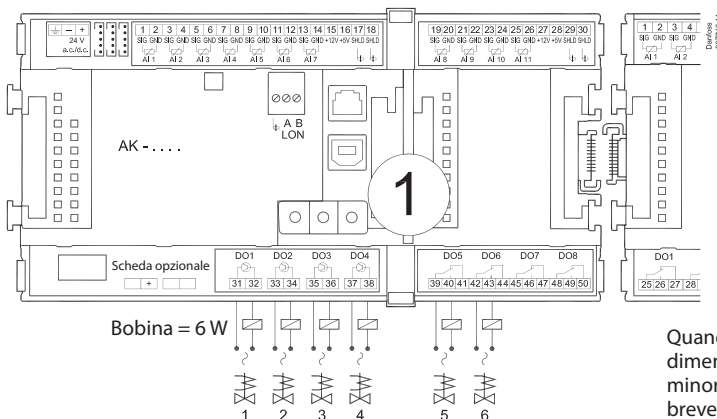 1 2 3 4 5 6 7 8 9 10 11 12 13 14 15 16 17 18
SIG GND SIG GND SIG GND SIG GND SIG GND SIG GND SIG GND +12V +5V SHLD SHLD
AI 1 AI 2 AI 3 AI 4 AI 5 AI 6 AI 7
- +
24 V
a.c./d.c.
19 20 21 22 23 24 25 26 27 28 29 30
SIG GND SIG GND SIG GND SIG GND +12V +5V SHLD SHLD
AI 8 AI 9 AI 10 AI 11
1 2 3 4
SIG GND SIG GND
AI 1 AI 2
Danfoss
A B
LON
AK - . . . .
1
Scheda opzionale
+
DO1 DO2 DO3 DO4
31 32 33 34 35 36 37 38
DO5 DO6 DO7 DO8
39 40 41 42 43 44 45 46 47 48 49 50
DO1
25 26 27 28
Bobina = 6 W
1 2 3 4 5 6
Quand
dimen
minor
breve